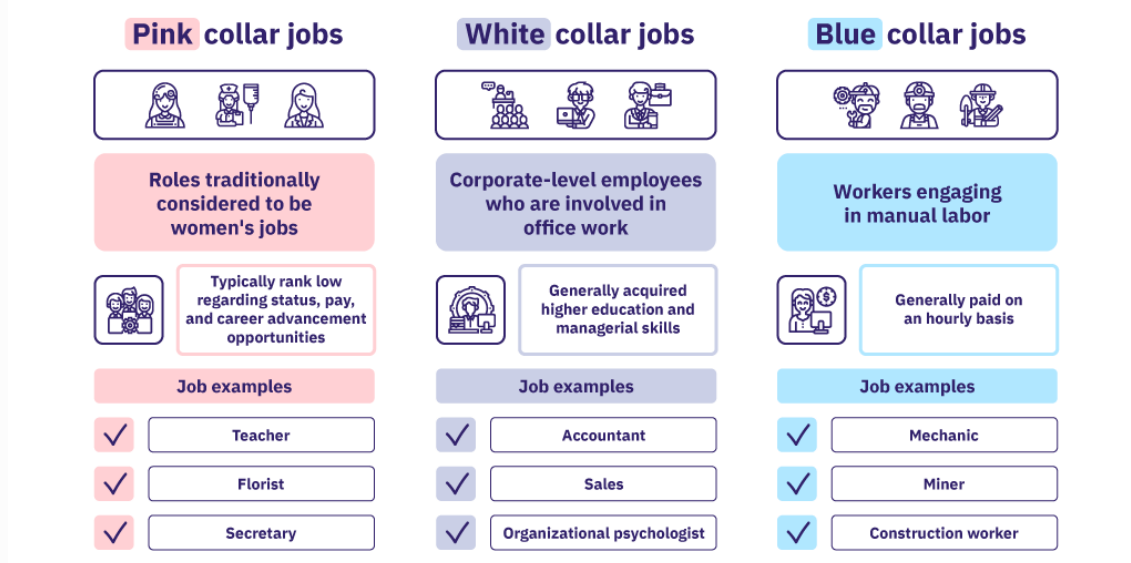 Pink collar jobs
Roles traditionally
considered to be
women's jobs
Typically rank low
regarding status, pay,
and career advancement
opportunities
Job examples
Teacher
Florist
Secretary
White collar jobs
Corporate-level employees
who are involved in
office work
Generally acquired
higher education and
managerial skills
Job examples
Accountant
Sales
Organizational psychologist
Blue collar jobs
Workers engaging
in manual labor
Generally paid on
an hourly basis
Job examples
Mechanic
Miner
Construction worker